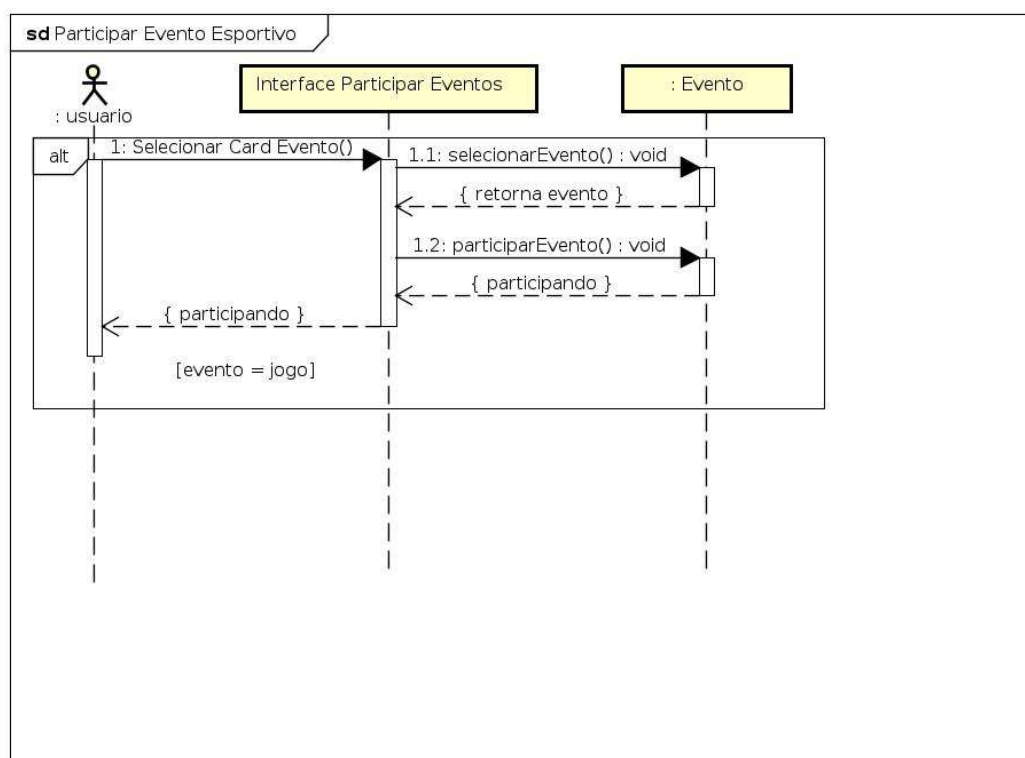 sd Participar Evento Esportivo
: usuario
Interface Participar Eventos
: Evento
alt
1: Selecionar Card Evento()
1.1: selecionarEvento() : void
{ retorna evento }
1.2: participarEvento() : void
{ participando }
{ participando }
[evento = jogo]